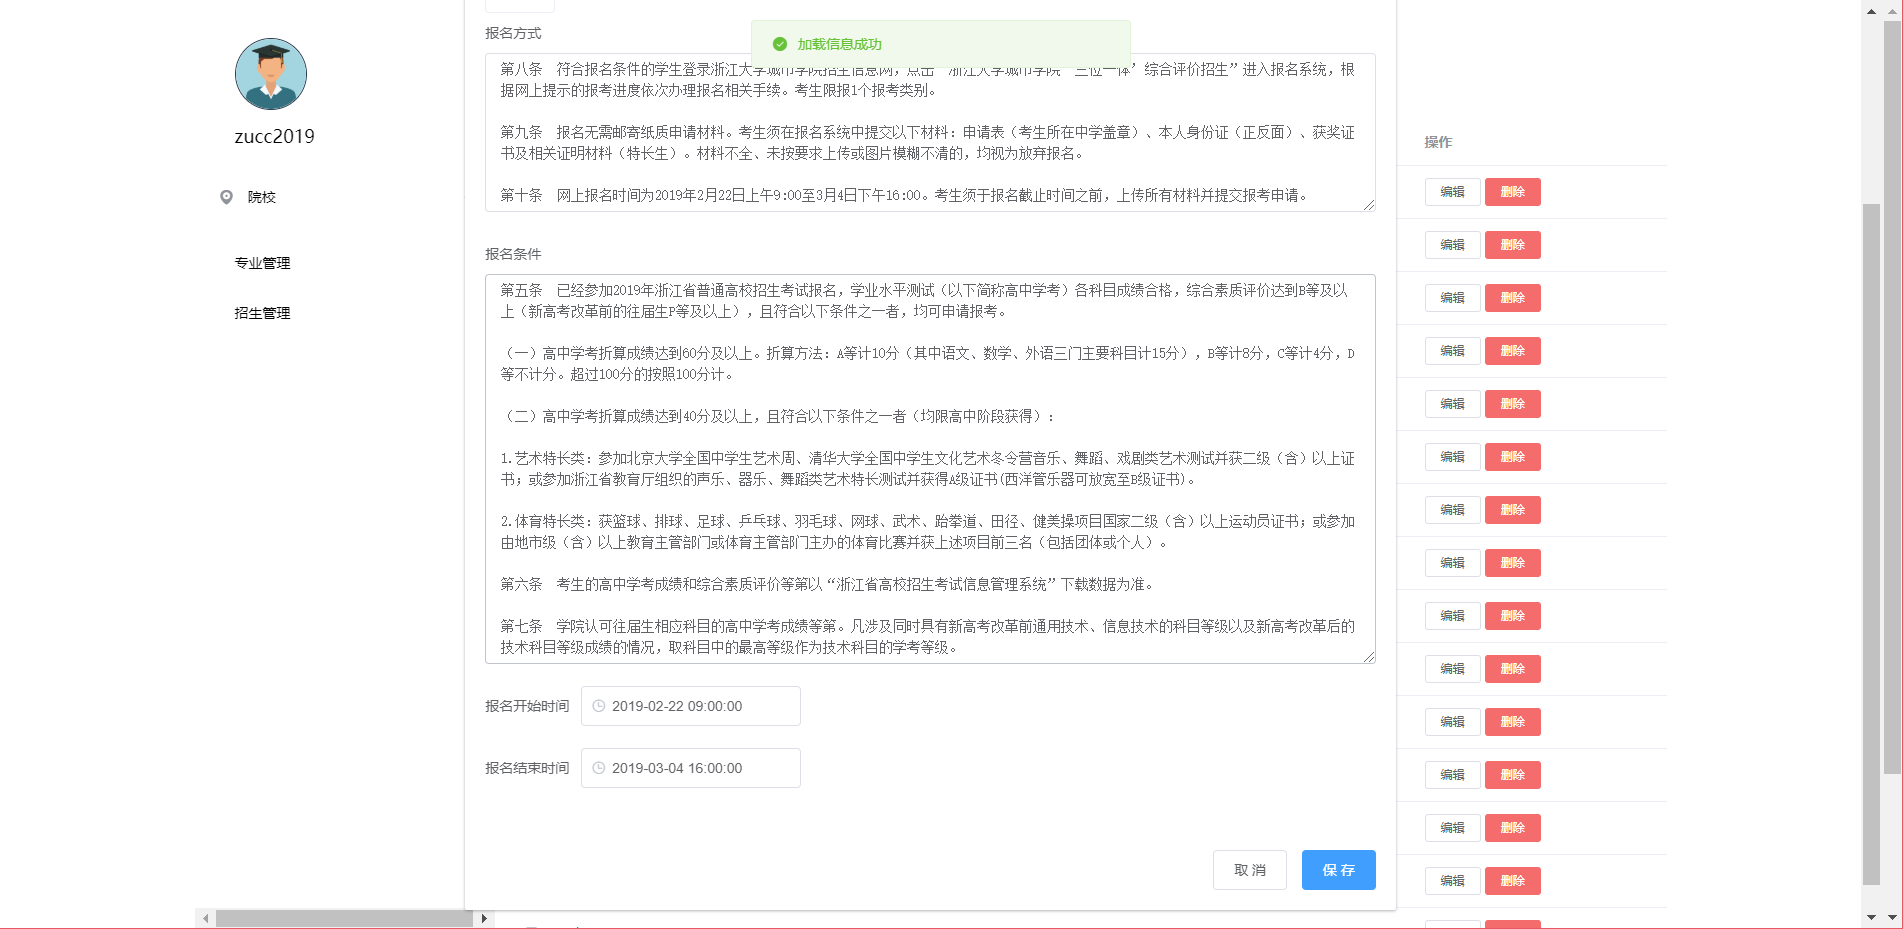 zucc2019
院校
专业管理
招生管理
加载信息成功
报名方式
第八条　符合报名条件的学生登录浙江大学城市学院招生信息网，点击“浙江大学城市学院‘三位一体’综合评价招生”进入报名系统，根
据网上提示的报考进度依次办理报名相关手续。考生限报1个报考类别。
第九条　报名无需邮寄纸质申请材料。考生须在报名系统中提交以下材料：申请表（考生所在中学盖章）、本人身份证（正反面）、获奖证
书及相关证明材料（特长生）。材料不全、未按要求上传或图片模糊不清的，均视为放弃报名。
第十条　网上报名时间为2019年2月22日上午9:00至3月4日下午16:00。考生须于报名截止时间之前，上传所有材料并提交报考申请。
报名条件
第五条　已经参加2019年浙江省普通高校招生考试报名，学业水平测试（以下简称高中学考）各科目成绩合格，综合素质评价达到B等及以
上（新高考改革前的往届生P等及以上），且符合以下条件之一者，均可申请报考。
（一）高中学考折算成绩达到60分及以上。折算方法：A等计10分（其中语文、数学、外语三门主要科目计15分），B等计8分，C等计4分，D
等不计分。超过100分的按照100分计。
（二）高中学考折算成绩达到40分及以上，且符合以下条件之一者（均限高中阶段获得）：
1.艺术特长类：参加北京大学全国中学生艺术周、清华大学全国中学生文化艺术冬令营音乐、舞蹈、戏剧类艺术测试并获二级（含）以上证
书；或参加浙江省教育厅组织的声乐、器乐、舞蹈类艺术特长测试并获得A级证书(西洋管乐器可放宽至B级证书)。
2.体育特长类：获篮球、排球、足球、乒乓球、羽毛球、网球、武术、跆拳道、田径、健美操项目国家二级（含）以上运动员证书；或参加
由地市级（含）以上教育主管部门或体育主管部门主办的体育比赛并获上述项目前三名（包括团体或个人）。
第六条　考生的高中学考成绩和综合素质评价等第以“浙江省高校招生考试信息管理系统”下载数据为准。
第七条　学院认可往届生相应科目的高中学考成绩等第。凡涉及同时具有新高考改革前通用技术、信息技术的科目等级以及新高考改革后的
技术科目等级成绩的情况，取科目中的最高等级作为技术科目的学考等级。
报名开始时间 2019-02-22 09:00:00
报名结束时间 2019-03-04 16:00:00
取消 保存
操作
编辑 删除
编辑 删除
编辑 删除
编辑 删除
编辑 删除
编辑 删除
编辑 删除
编辑 删除
编辑 删除
编辑 删除
编辑 删除
编辑 删除
编辑 删除
编辑 删除